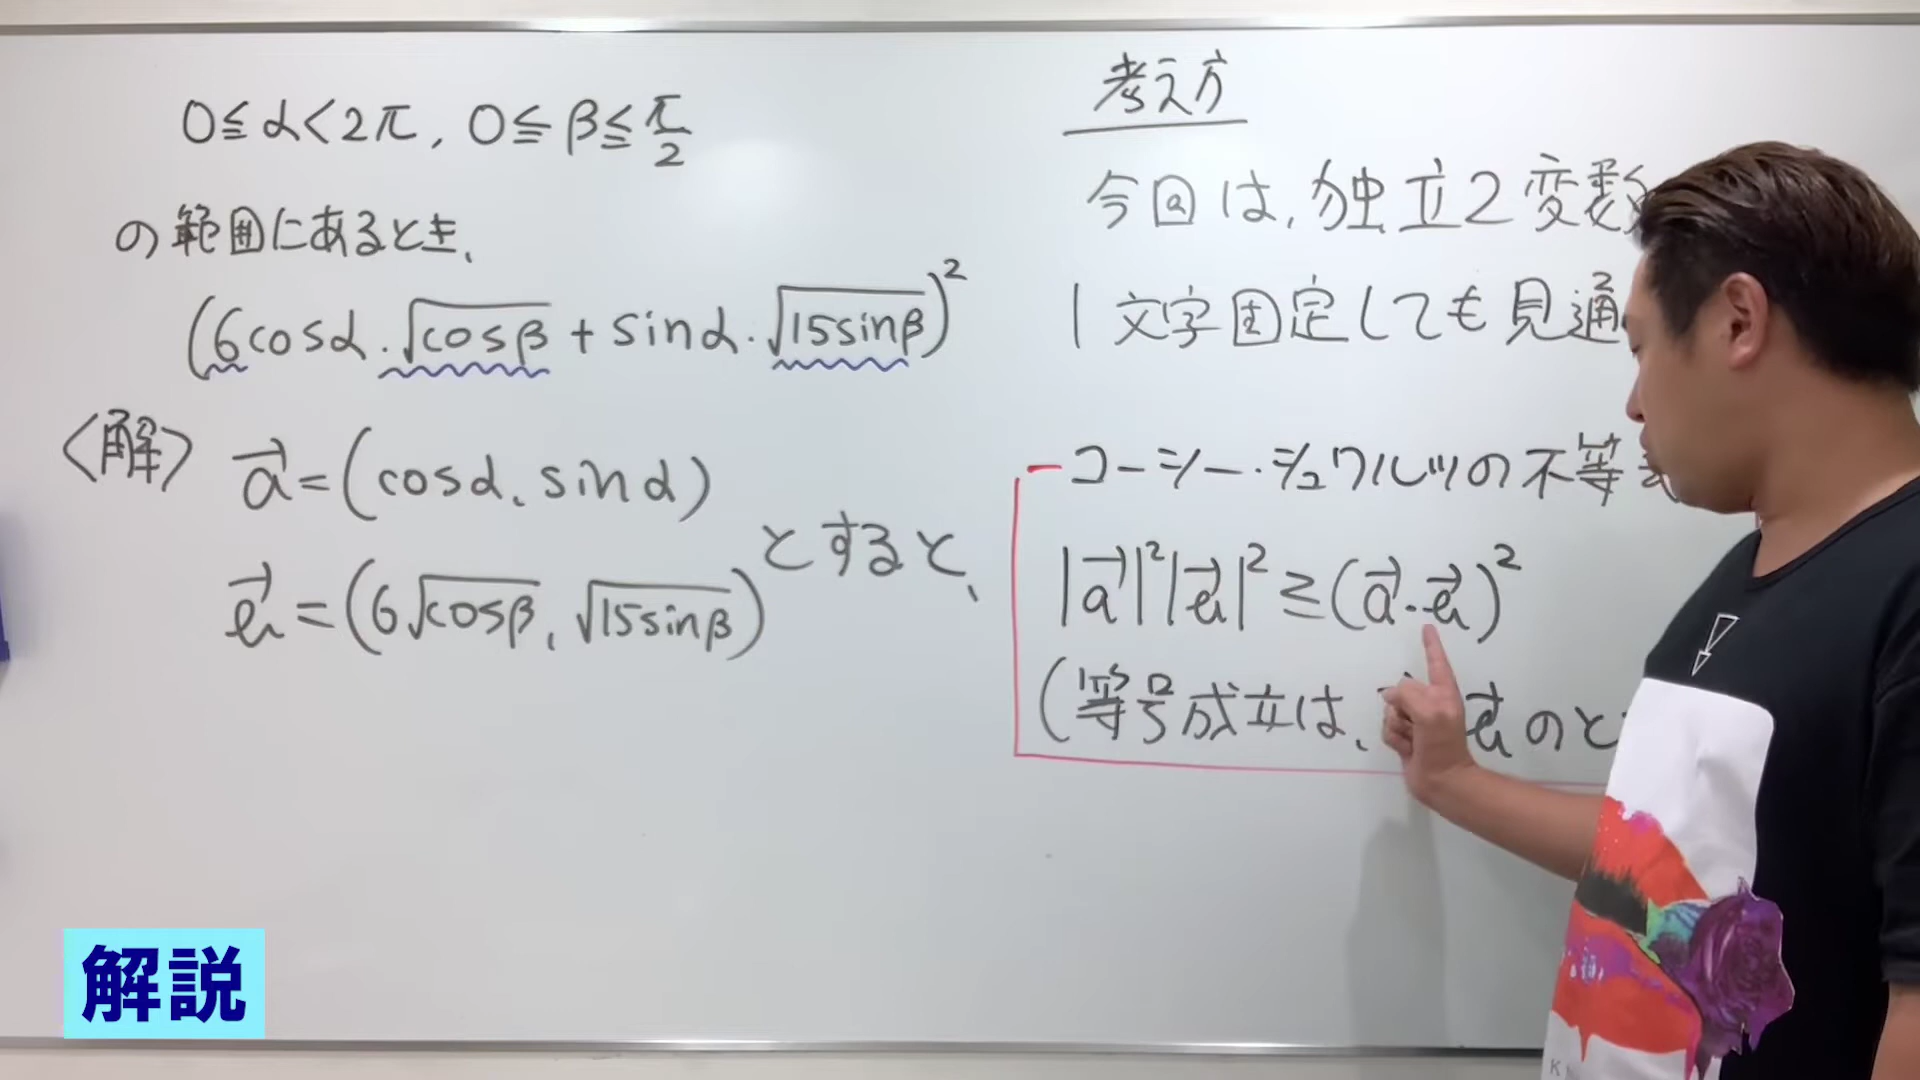 0≦α<2π, 0≦β≦π/2
の範囲にあるとき、
(6cosα・√cosβ + sinα・√15sinβ)²
〈解〉 a→=(cosα, sinα)
e→=(6√cosβ, √15sinβ) とすると、
考え方
今回は、独立2変数
1文字固定しても見通
コーシー・シュワルツの不等
|a→|²|e→|²≧(a→・e→)²
(等号成立は、 e→のと
解説